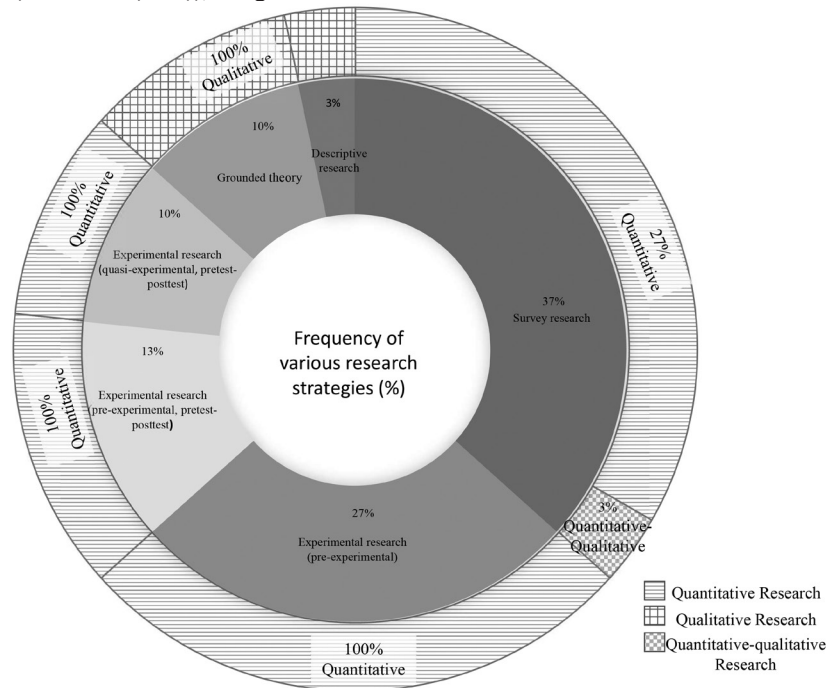 100%
Qualitative
3%
Descriptive
research
10%
Grounded theory
100%
Quantitative
10%
Experimental research
(quasi-experimental, pretest-
posttest)
27%
Quantitative
37%
Survey research
Frequency of
various research
strategies (%)
13%
Experimental research
(pre-experimental, pretest-
posttest)
100%
Quantitative
3%
Quantitative-
Qualitative
27%
Experimental research
(pre-experimental)
100%
Quantitative
Quantitative Research
Qualitative Research
Quantitative-qualitative
Research